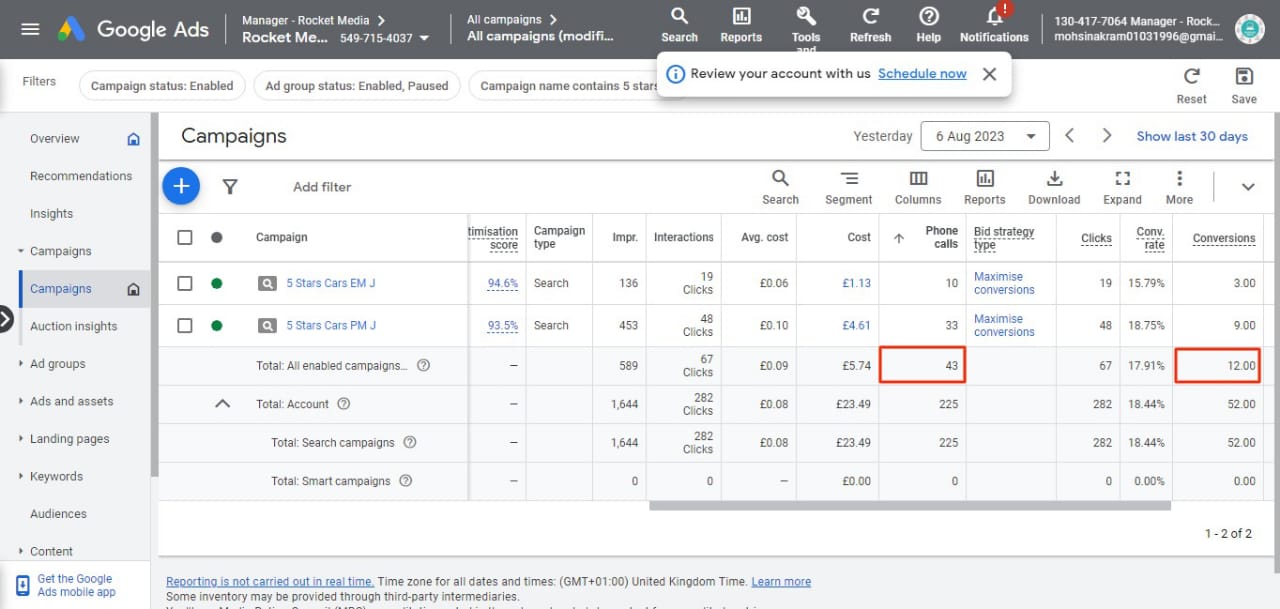 Google Ads
Manager - Rocket Media
Rocket Me... 549-715-4037
All campaigns
All campaigns (modifi...
Search
Reports
Tools
and
Refresh
Help
Notifications
130-417-7064 Manager - Rock...
mohsinakram01031996@gmai...
Review your account with us Schedule now
Filters
Campaign status: Enabled
Ad group status: Enabled, Paused
Campaign name contains 5 stars
Reset
Save
Overview
Recommendations
Insights
Campaigns
Campaigns
Auction insights
Ad groups
Ads and assets
Landing pages
Keywords
Audiences
Content
Get the Google
Ads mobile app
Campaigns
Yesterday 6 Aug 2023 Show last 30 days
Add filter
Search Segment Columns Reports Download Expand More
Campaign timisation score Campaign type Impr. Interactions Avg. cost Cost Phone calls Bid strategy type Clicks Conv. rate Conversions
5 Stars Cars EM J 94.6% Search 136 19 Clicks £0.06 £1.13 10 Maximise conversions 19 15.79% 3.00
5 Stars Cars PM J 93.5% Search 453 48 Clicks £0.10 £4.61 33 Maximise conversions 48 18.75% 9.00
Total: All enabled campaigns... – 589 67 Clicks £0.09 £5.74 43 67 17.91% 12.00
Total: Account – 1,644 282 Clicks £0.08 £23.49 225 282 18.44% 52.00
Total: Search campaigns – 1,644 282 Clicks £0.08 £23.49 225 282 18.44% 52.00
Total: Smart campaigns – 0 0 – £0.00 0 0 0.00% 0.00
1 - 2 of 2
Reporting is not carried out in real time. Time zone for all dates and times: (GMT+01:00) United Kingdom Time. Learn more
Some inventory may be provided through third-party intermediaries.